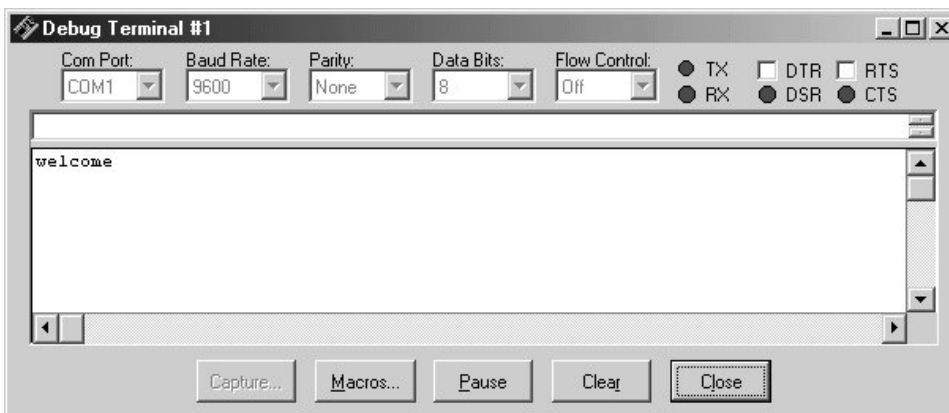 Debug Terminal #1
Com Port: Baud Rate: Parity: Data Bits: Flow Control:
COM1 9600 None 8 Off
TX DTR RTS
RX DSR CTS
welcome
Capture... Macros... Pause Clear Close